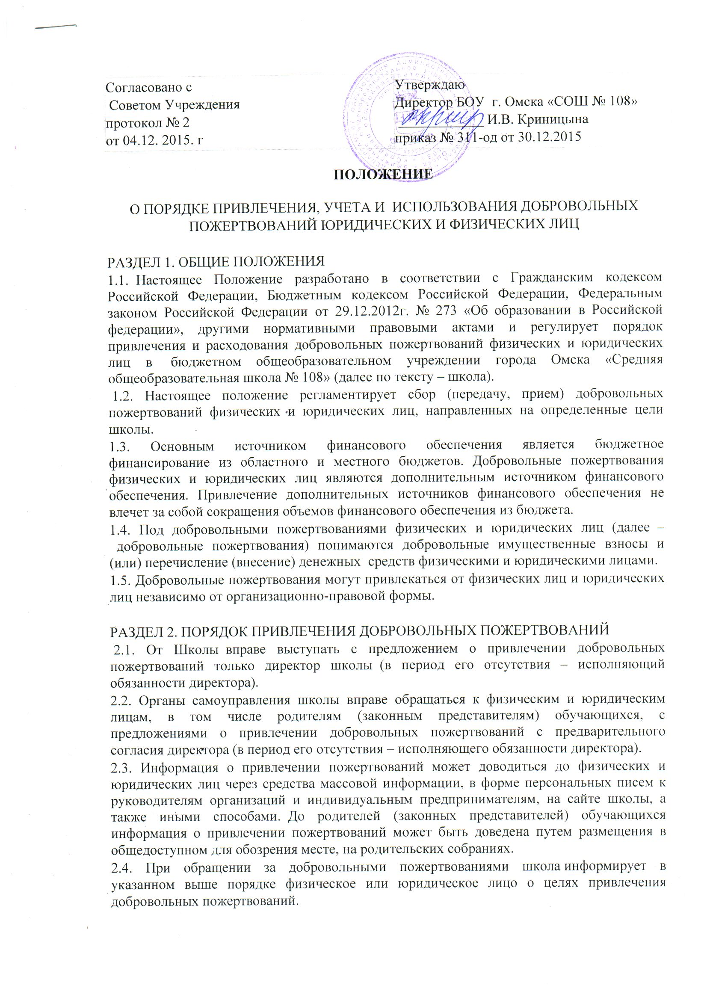 Согласовано с
Советом Учреждения
протокол № 2
от 04.12. 2015. г
Утверждаю
Директор БОУ г. Омска «СОШ № 108»
И.В. Криницына
приказ № 311-од от 30.12.2015
ПОЛОЖЕНИЕ
О ПОРЯДКЕ ПРИВЛЕЧЕНИЯ, УЧЕТА И ИСПОЛЬЗОВАНИЯ ДОБРОВОЛЬНЫХ
ПОЖЕРТВОВАНИЙ ЮРИДИЧЕСКИХ И ФИЗИЧЕСКИХ ЛИЦ
РАЗДЕЛ 1. ОБЩИЕ ПОЛОЖЕНИЯ
1.1. Настоящее Положение разработано в соответствии с Гражданским кодексом
Российской Федерации, Бюджетным кодексом Российской Федерации, Федеральным
законом Российской Федерации от 29.12.2012г. № 273 «Об образовании в Российской
федерации», другими нормативными правовыми актами и регулирует порядок
привлечения и расходования добровольных пожертвований физических и юридических
лиц в бюджетном общеобразовательном учреждении города Омска «Средняя
общеобразовательная школа № 108» (далее по тексту – школа).
1.2. Настоящее положение регламентирует сбор (передачу, прием) добровольных
пожертвований физических и юридических лиц, направленных на определенные цели
школы.
1.3. Основным источником финансового обеспечения является бюджетное
финансирование из областного и местного бюджетов. Добровольные пожертвования
физических и юридических лиц являются дополнительным источником финансового
обеспечения. Привлечение дополнительных источников финансового обеспечения не
влечет за собой сокращения объемов финансового обеспечения из бюджета.
1.4. Под добровольными пожертвованиями физических и юридических лиц (далее –
добровольные пожертвования) понимаются добровольные имущественные взносы и
(или) перечисление (внесение) денежных средств физическими и юридическими лицами.
1.5. Добровольные пожертвования могут привлекаться от физических лиц и юридических
лиц независимо от организационно-правовой формы.
РАЗДЕЛ 2. ПОРЯДОК ПРИВЛЕЧЕНИЯ ДОБРОВОЛЬНЫХ ПОЖЕРТВОВАНИЙ
2.1. От Школы вправе выступать с предложением о привлечении добровольных
пожертвований только директор школы (в период его отсутствия – исполняющий
обязанности директора).
2.2. Органы самоуправления школы вправе обращаться к физическим и юридическим
лицам, в том числе родителям (законным представителям) обучающихся, с
предложениями о привлечении добровольных пожертвований с предварительного
согласия директора (в период его отсутствия – исполняющего обязанности директора).
2.3. Информация о привлечении пожертвований может доводиться до физических и
юридических лиц через средства массовой информации, в форме персональных писем к
руководителям организаций и индивидуальным предпринимателям, на сайте школы, а
также иными способами. До родителей (законных представителей) обучающихся
информация о привлечении пожертвований может быть доведена путем размещения в
общедоступном для обозрения месте, на родительских собраниях.
2.4. При обращении за добровольными пожертвованиями школа информирует в
указанном выше порядке физическое или юридическое лицо о целях привлечения
добровольных пожертвований.